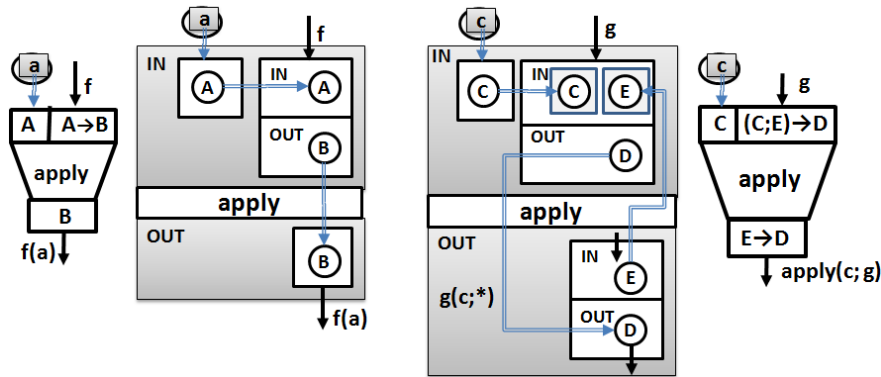 a
f
A
A→B
apply
B
f(a)
a
f
IN
A
IN
A
OUT
B
apply
OUT
B
f(a)
c
g
IN
C
IN
C
E
OUT
D
apply
OUT
IN
E
g(c;*)
OUT
D
c
g
C
(C;E)→D
apply
E→D
apply(c; g)